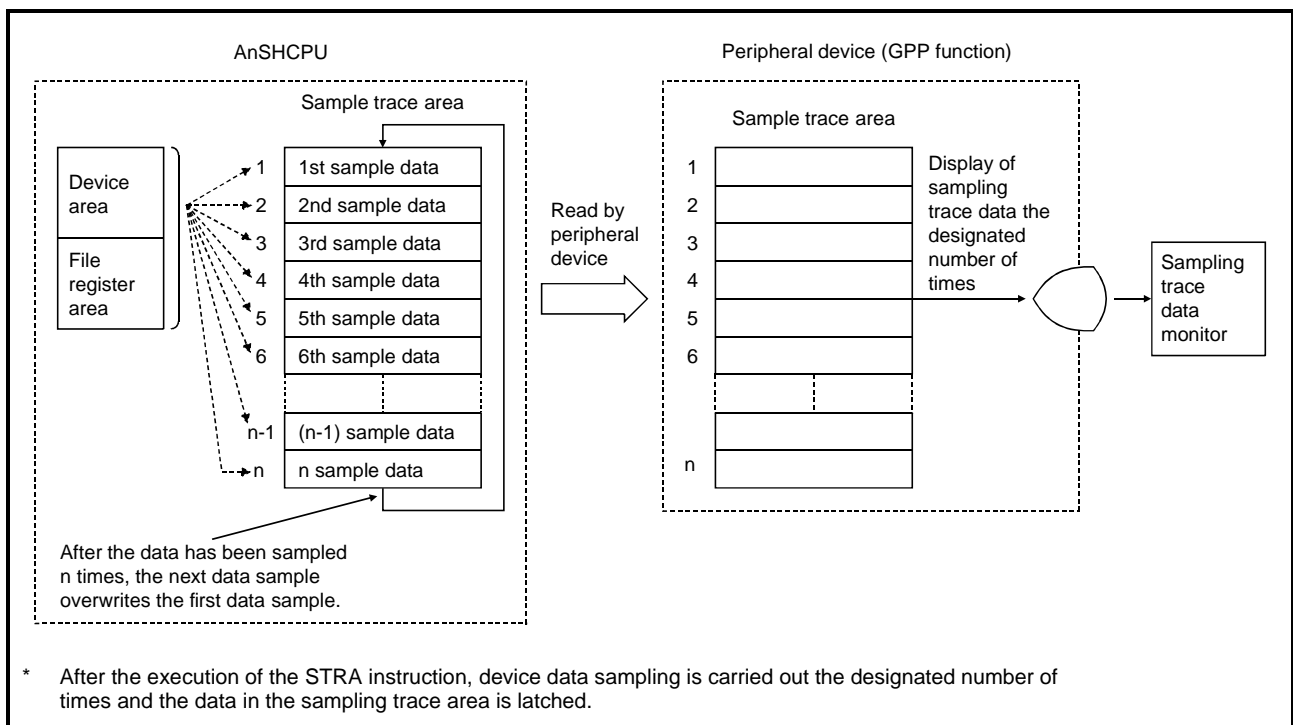 AnSHCPU
Sample trace area
Device
area
File
register
area
1
1st sample data
2
2nd sample data
3
3rd sample data
4
4th sample data
5
5th sample data
6
6th sample data
n-1
(n-1) sample data
n
n sample data
After the data has been sampled
n times, the next data sample
overwrites the first data sample.
Read by
peripheral
device
Peripheral device (GPP function)
Sample trace area
1
2
3
4
5
6
n
Display of
sampling
trace data the
designated
number of
times
Sampling
trace
data
monitor
* After the execution of the STRA instruction, device data sampling is carried out the designated number of
times and the data in the sampling trace area is latched.